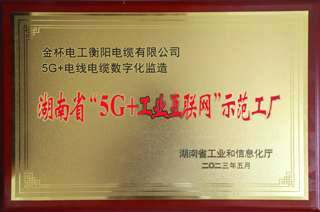 金杯电工衡阳电缆有限公司
5G+电线电缆数字化监造
湖南省“5G+工业互联网”示范工厂
湖南省工业和信息化厅
二〇二三年五月